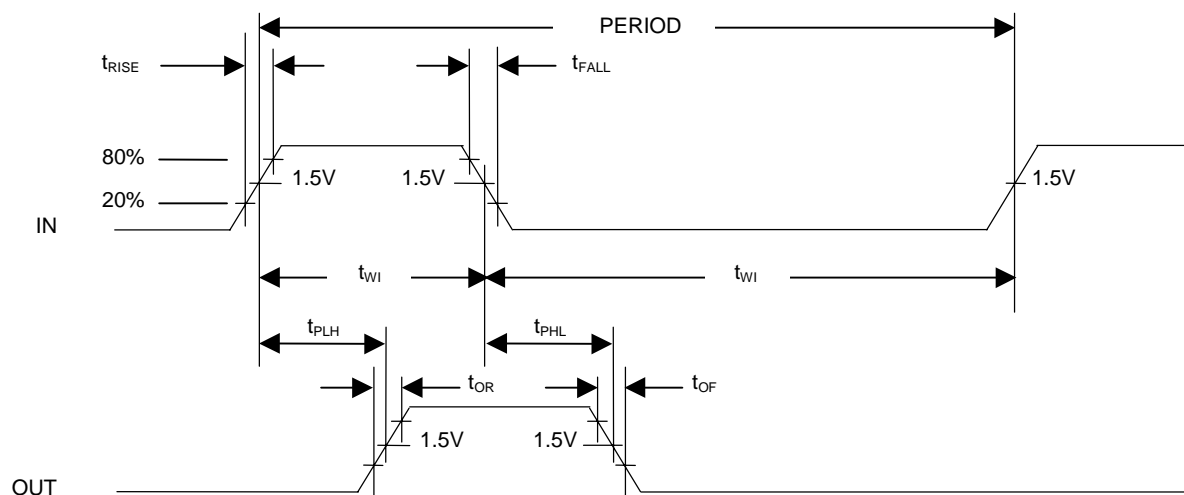 PERIOD
tRISE
tFALL
80%
1.5V
1.5V
1.5V
20%
IN
tWI
tWI
tPLH
tPHL
tOR
tOF
1.5V
1.5V
OUT